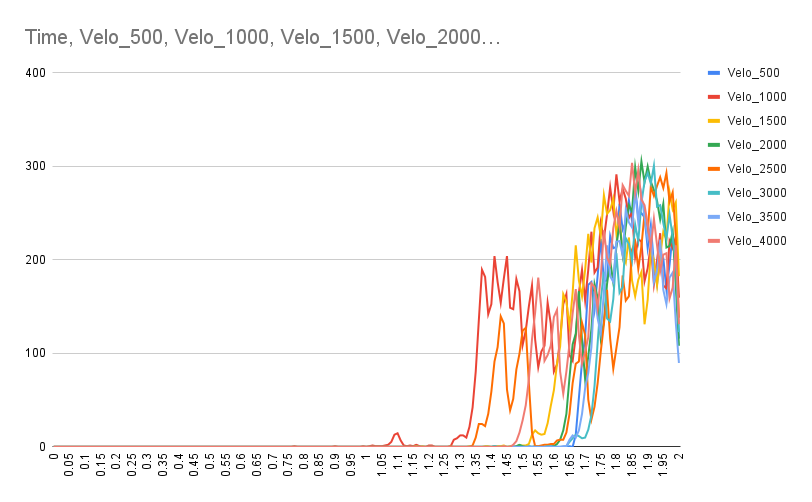 Time, Velo_500, Velo_1000, Velo_1500, Velo_2000...
400
300
200
100
0
0 0.05 0.1 0.15 0.2 0.25 0.3 0.35 0.4 0.45 0.5 0.55 0.6 0.65 0.7 0.75 0.8 0.85 0.9 0.95 1 1.05 1.1 1.15 1.2 1.25 1.3 1.35 1.4 1.45 1.5 1.55 1.6 1.65 1.7 1.75 1.8 1.85 1.9 1.95 2
Velo_500
Velo_1000
Velo_1500
Velo_2000
Velo_2500
Velo_3000
Velo_3500
Velo_4000